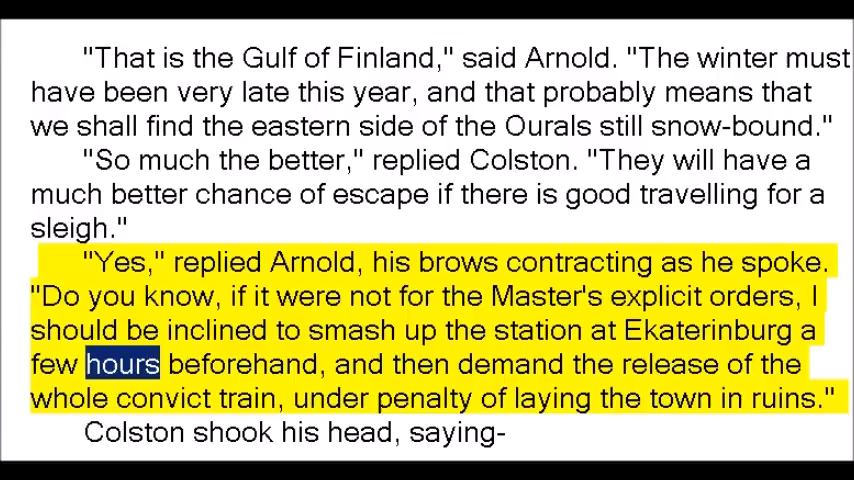 "That is the Gulf of Finland," said Arnold. "The winter must
have been very late this year, and that probably means that
we shall find the eastern side of the Ourals still snow-bound."
"So much the better," replied Colston. "They will have a
much better chance of escape if there is good travelling for a
sleigh."
"Yes," replied Arnold, his brows contracting as he spoke.
"Do you know, if it were not for the Master's explicit orders, I
should be inclined to smash up the station at Ekaterinburg a
few hours beforehand, and then demand the release of the
whole convict train, under penalty of laying the town in ruins."
Colston shook his head, saying-